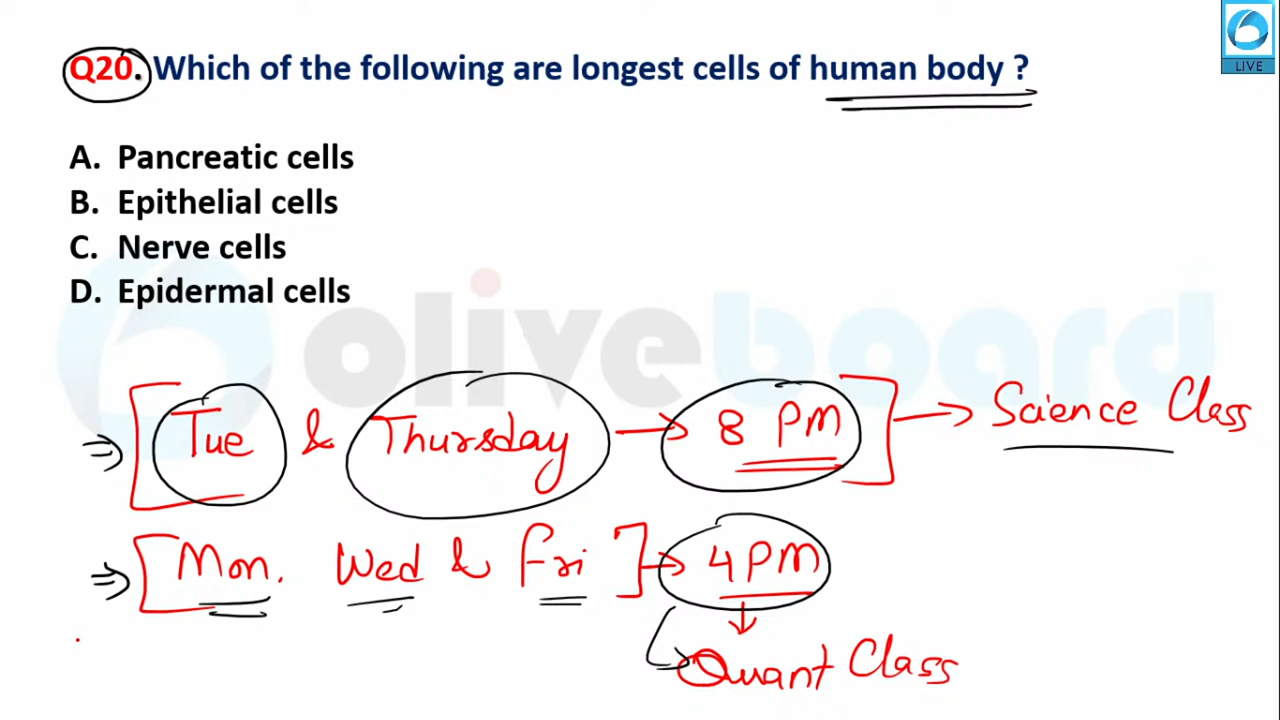 LIVE
Q20. Which of the following are longest cells of human body ?
A. Pancreatic cells
B. Epithelial cells
C. Nerve cells
D. Epidermal cells
oliveboard
⇒ [Tue & Thursday → 8 PM] → Science Class
⇒ [Mon. Wed & Fri] → 4 PM
↓
Quant Class